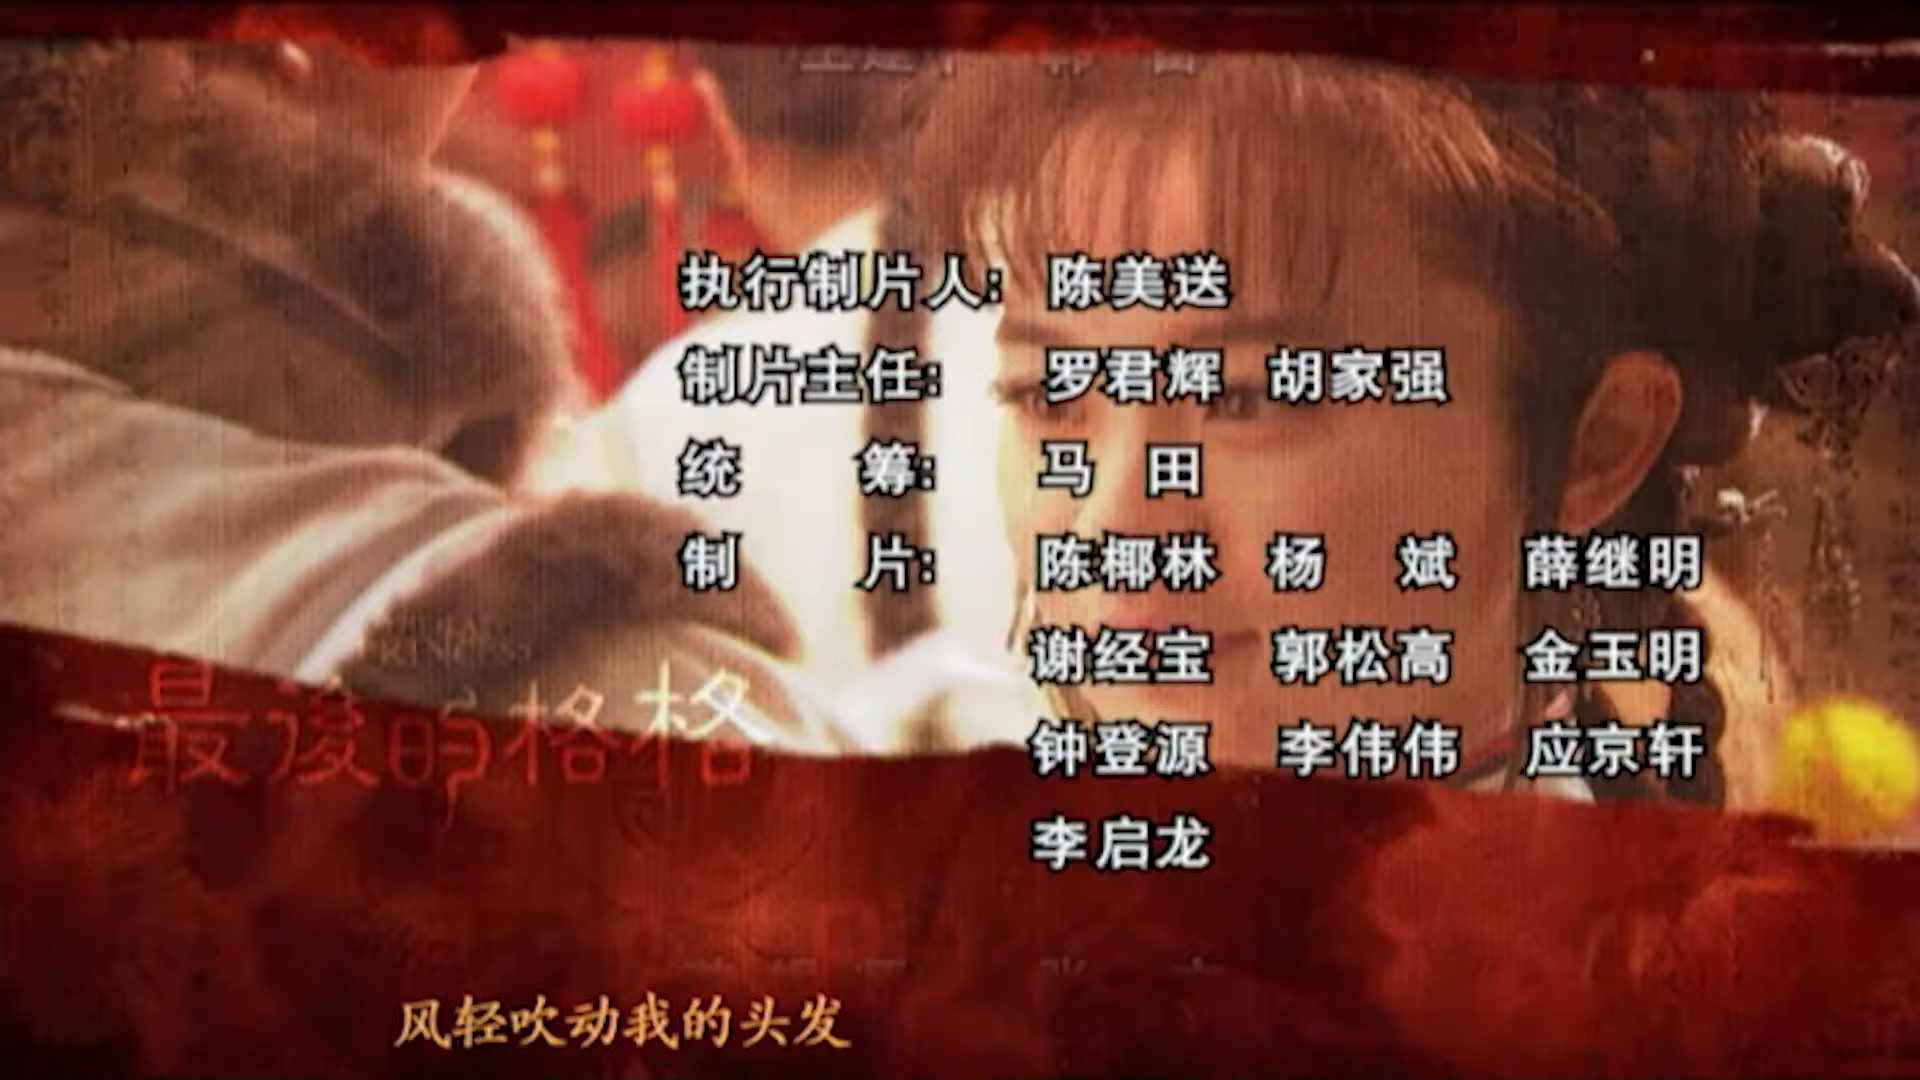 执行制片人: 陈美送
制片主任: 罗君辉 胡家强
统 筹: 马 田
制 片: 陈椰林 杨 斌 薛继明
谢经宝 郭松高 金玉明
钟登源 李伟伟 应京轩
李启龙
最後的格格
风轻吹动我的头发